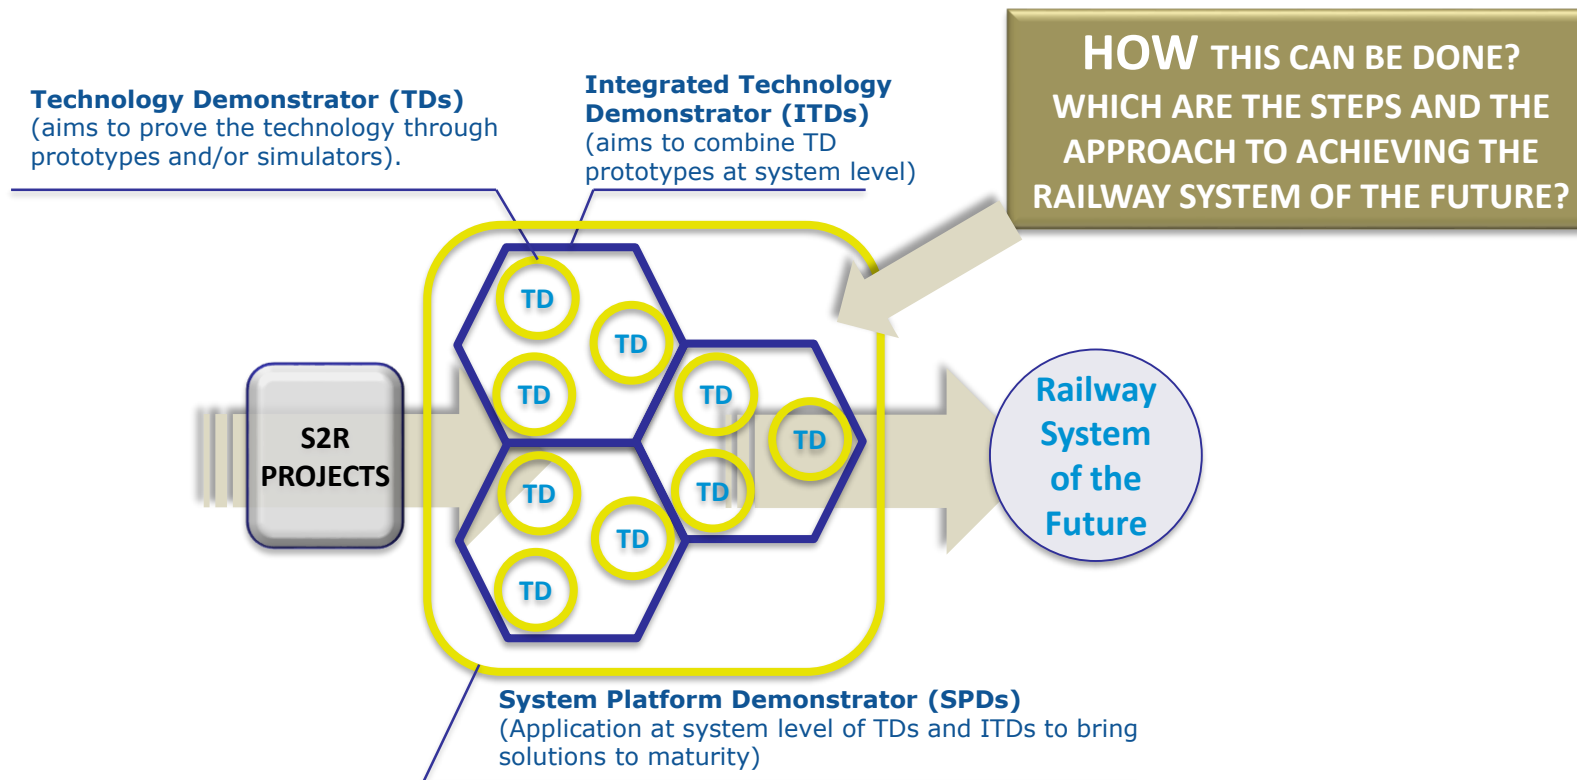 HOW THIS CAN BE DONE?
WHICH ARE THE STEPS AND THE
APPROACH TO ACHIEVING THE
RAILWAY SYSTEM OF THE FUTURE?
Technology Demonstrator (TDs)
(aims to prove the technology through
prototypes and/or simulators).
Integrated Technology
Demonstrator (ITDs)
(aims to combine TD
prototypes at system level)
TD
TD
TD
TD
TD
TD
TD
TD
TD
S2R
PROJECTS
Railway
System
of the
Future
System Platform Demonstrator (SPDs)
(Application at system level of TDs and ITDs to bring
solutions to maturity)